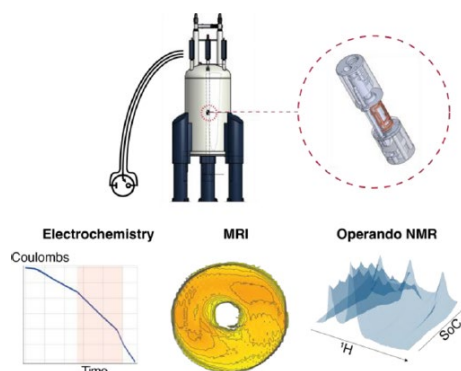 Electrochemistry
MRI
Operando NMR
Coulombs
Time
¹H
SoC